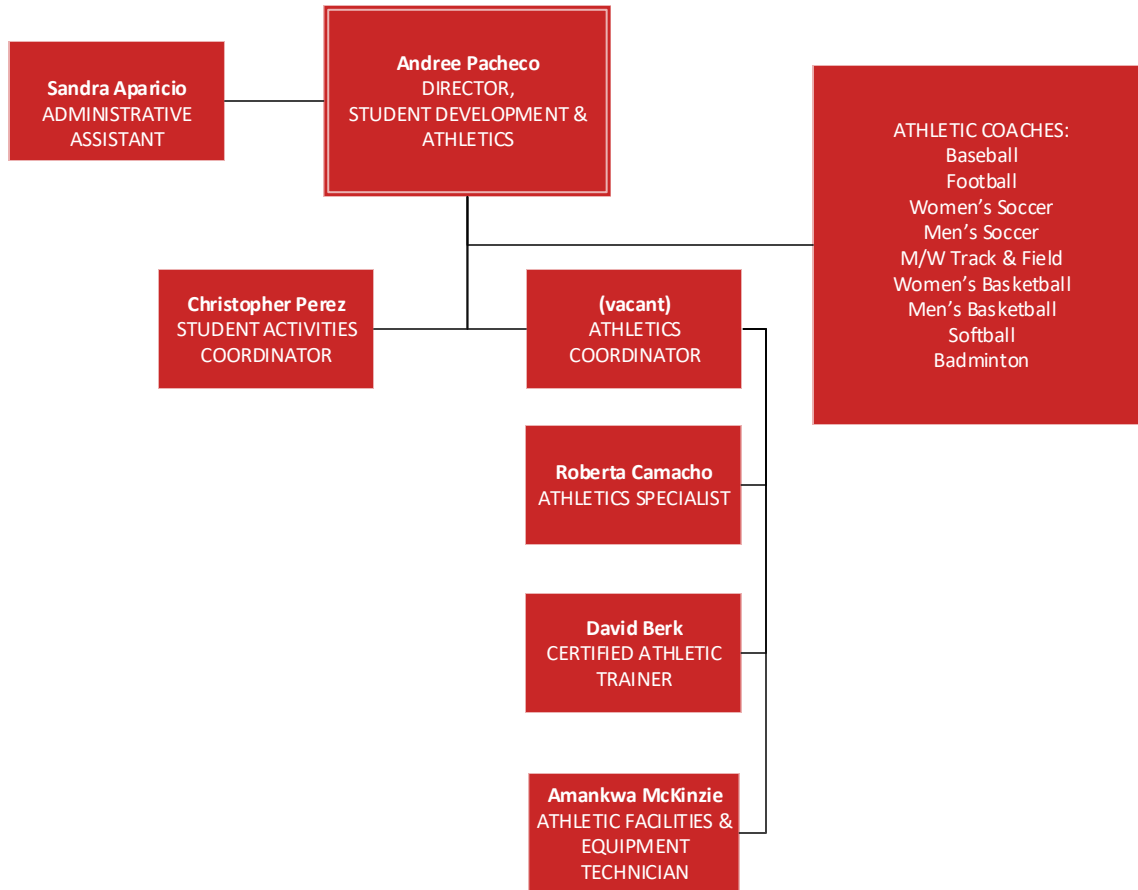 Sandra Aparicio
ADMINISTRATIVE
ASSISTANT
Andree Pacheco
DIRECTOR,
STUDENT DEVELOPMENT &
ATHLETICS
ATHLETIC COACHES:
Baseball
Football
Women’s Soccer
Men’s Soccer
M/W Track & Field
Women’s Basketball
Men’s Basketball
Softball
Badminton
Christopher Perez
STUDENT ACTIVITIES
COORDINATOR
(vacant)
ATHLETICS
COORDINATOR
Roberta Camacho
ATHLETICS SPECIALIST
David Berk
CERTIFIED ATHLETIC
TRAINER
Amankwa McKinzie
ATHLETIC FACILITIES &
EQUIPMENT
TECHNICIAN